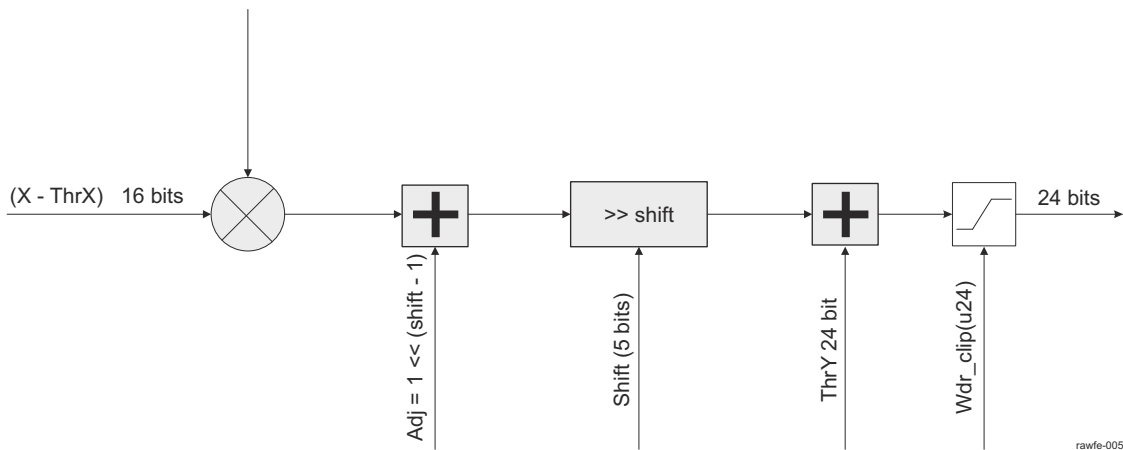 (X - ThrX) 16 bits
>> shift
24 bits
Adj = 1 << (shift - 1)
Shift (5 bits)
ThrY 24 bit
Wdr_clip(u24)
rawfe-005